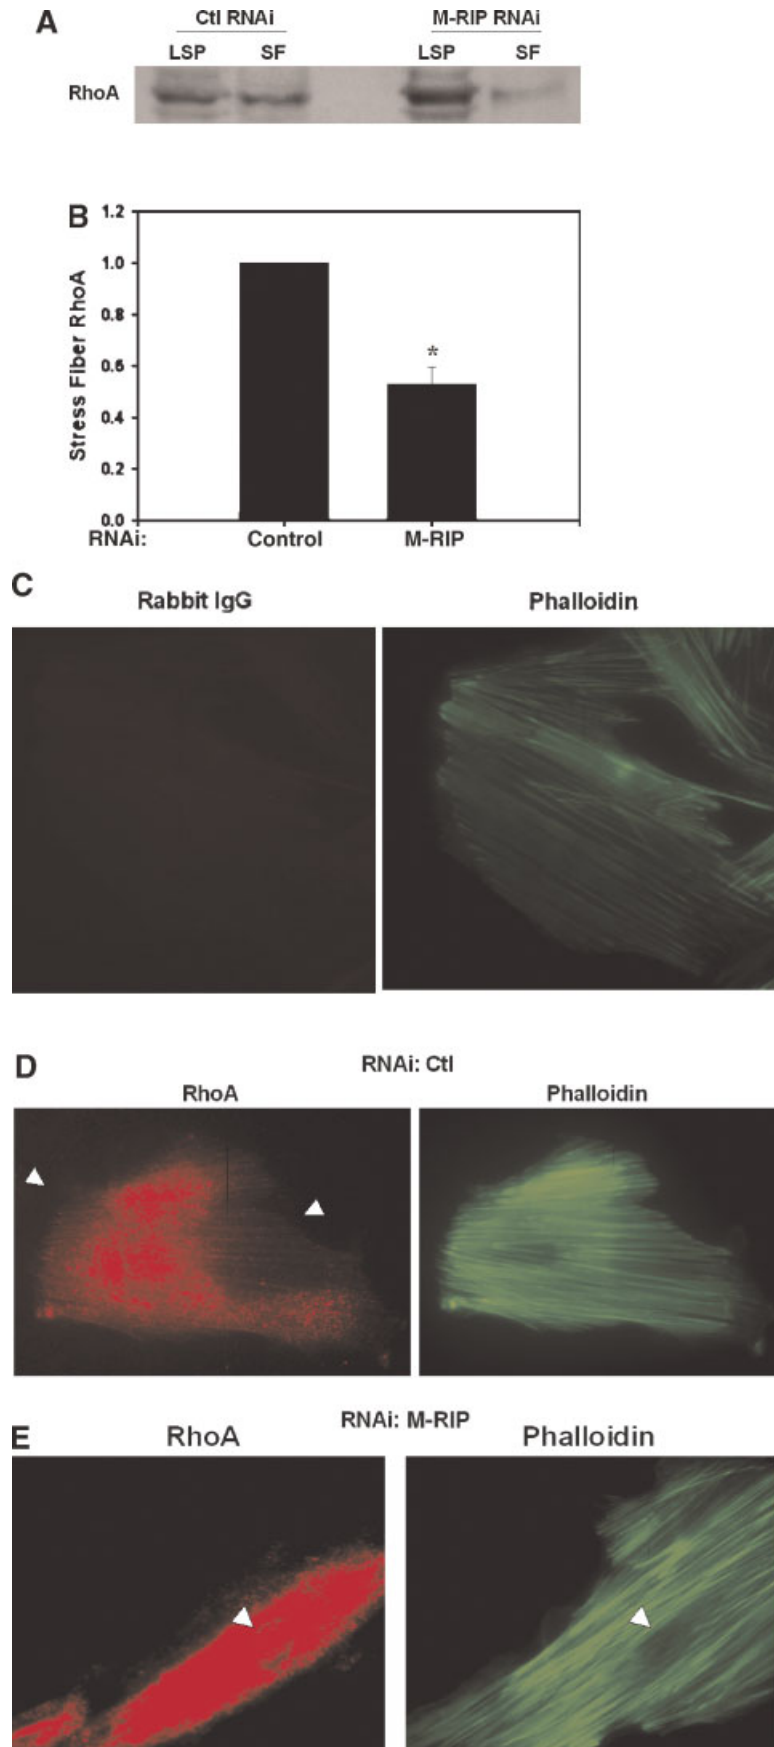 A
Ctl RNAi
M-RIP RNAi
LSP SF LSP SF
RhoA
B
1.2
1.0
0.8
0.6
0.4
0.2
0.0
Stress Fiber RhoA
*
RNAi: Control M-RIP
C
Rabbit IgG Phalloidin
D
RNAi: Ctl
RhoA Phalloidin
E
RNAi: M-RIP
RhoA Phalloidin